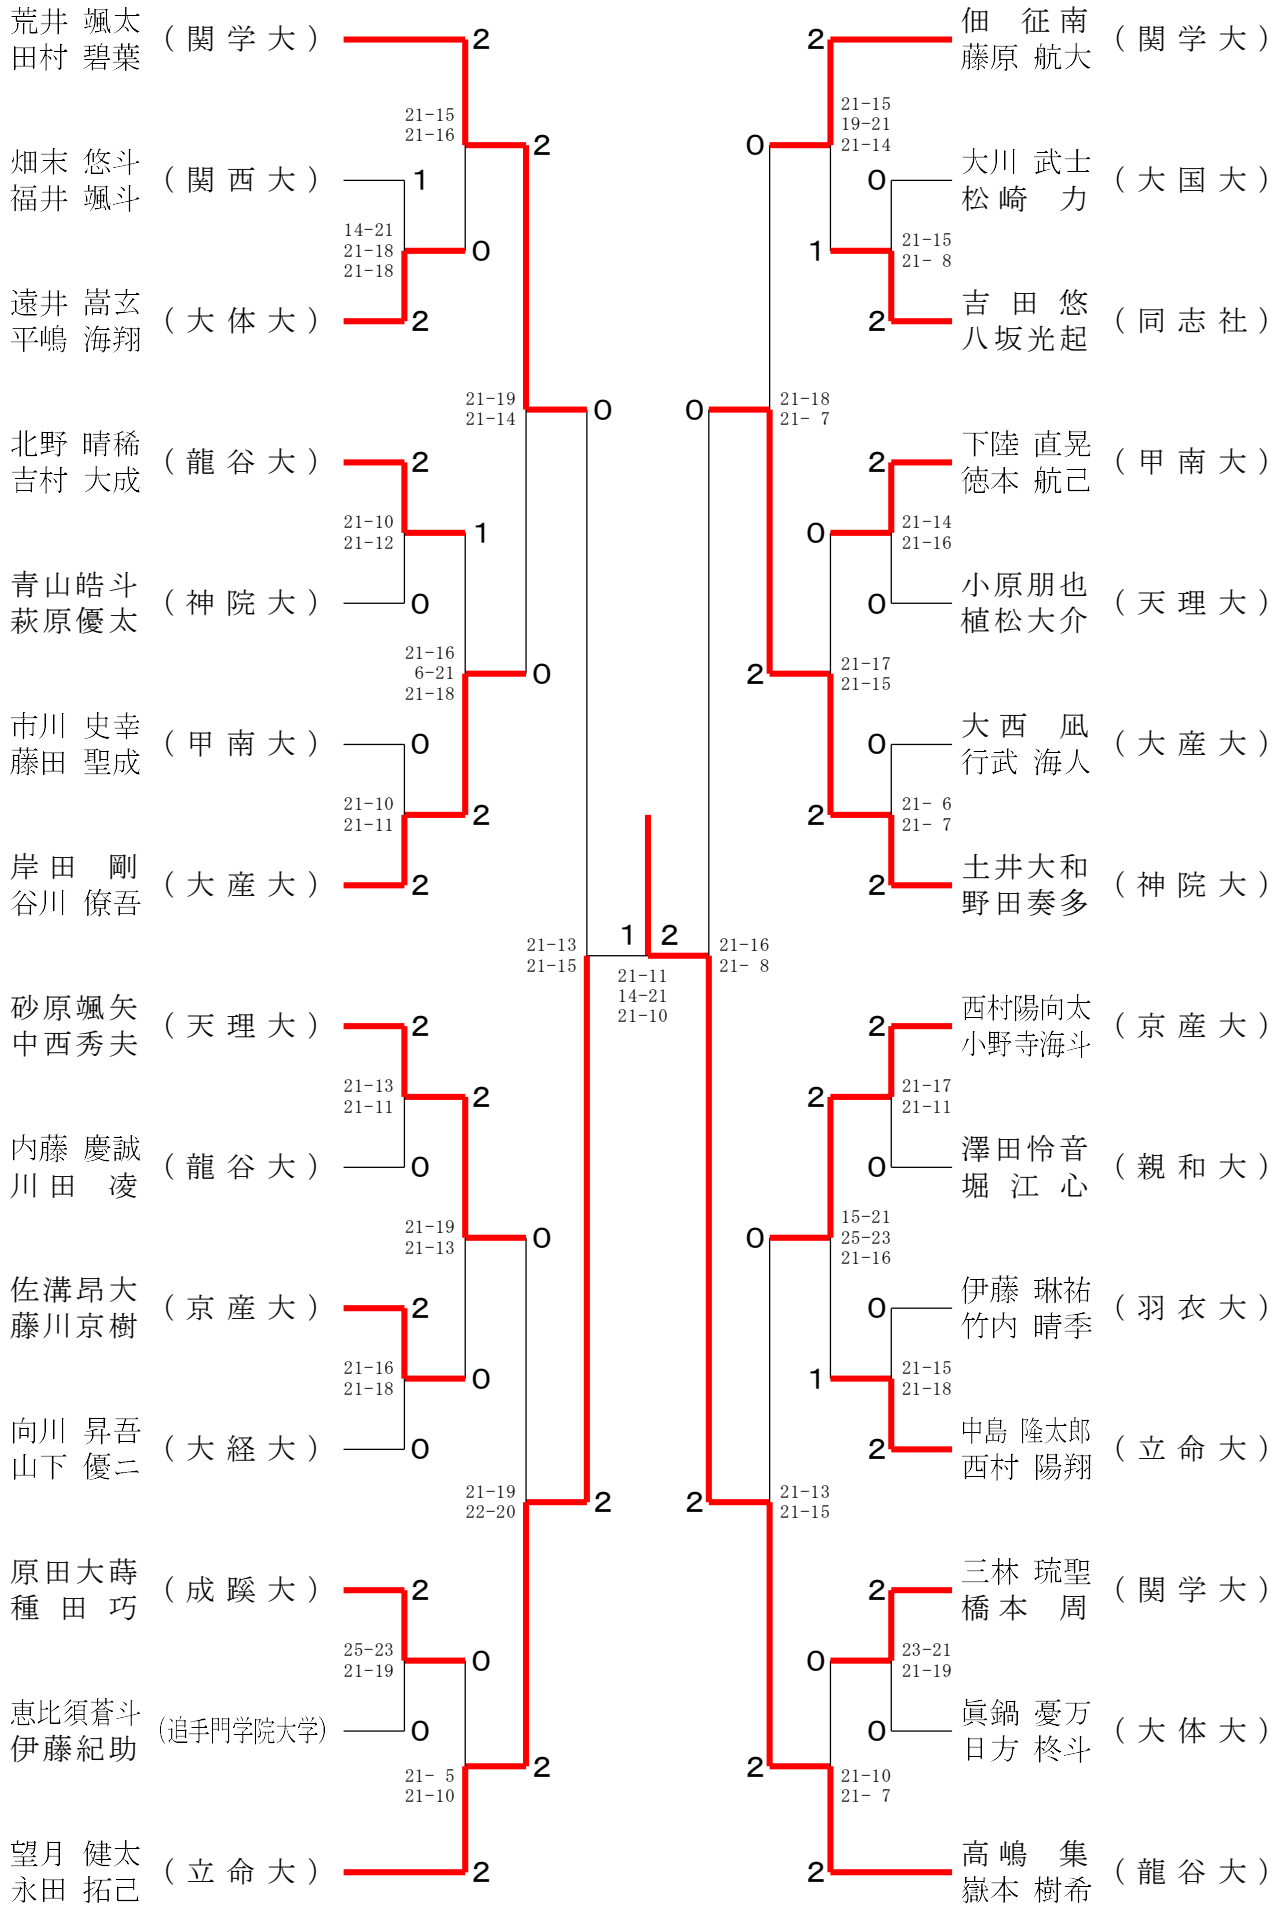 荒井 颯太
田村 碧葉
(関学大)
2
21-15
21-16
2
畑末 悠斗
福井 颯斗
(関西大)
1
14-21
21-18
21-18
0
遠井 嵩玄
平嶋 海翔
(大体大)
2
21-19
21-14
0
北野 晴稀
吉村 大成
(龍谷大)
2
21-10
21-12
1
青山皓斗
萩原優太
(神院大)
0
21-16
6-21
21-18
0
市川 史幸
藤田 聖成
(甲南大)
0
21-10
21-11
2
岸田 剛
谷川 僚吾
(大産大)
2
21-13
21-15
砂原颯矢
中西秀夫
(天理大)
2
21-13
21-11
2
内藤 慶誠
川田 凌
(龍谷大)
0
21-19
21-13
0
佐溝昂大
藤川京樹
(京産大)
2
21-16
21-18
0
向川 昇吾
山下 優ニ
(大経大)
0
21-19
22-20
2
原田大蒔
種田巧
(成蹊大)
2
25-23
21-19
0
恵比須蒼斗
伊藤紀助
(追手門学院大学)
0
21- 5
21-10
2
望月 健太
永田 拓己
(立命大)
2
1 2
21-11
14-21
21-10
佃 征南
藤原 航大
(関学大)
2
21-15
19-21
21-14
0
大川 武士
松崎 力
(大国大)
0
21-15
21- 8
1
吉田悠
八坂光起
(同志社)
2
21-18
21- 7
0
下陸 直晃
徳本 航己
(甲南大)
2
21-14
21-16
0
小原朋也
植松大介
(天理大)
0
21-17
21-15
2
大西 凪
行武 海人
(大産大)
0
21- 6
21- 7
2
土井大和
野田奏多
(神院大)
2
21-16
21- 8
西村陽向太
小野寺海斗
(京産大)
2
21-17
21-11
2
澤田怜音
堀江心
(親和大)
0
15-21
25-23
21-16
0
伊藤 琳祐
竹内 晴季
(羽衣大)
0
21-15
21-18
1
中島 隆太郎
西村 陽翔
(立命大)
2
21-13
21-15
2
三林 琉聖
橋本 周
(関学大)
2
23-21
21-19
0
眞鍋 憂万
日方 柊斗
(大体大)
0
21-10
21- 7
2
高嶋 集
嶽本 樹希
(龍谷大)
2